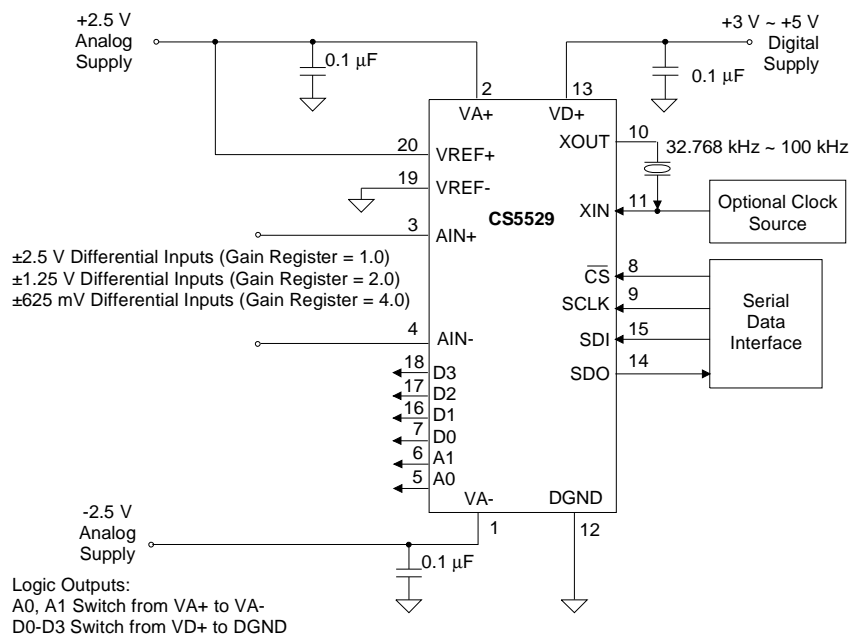 +2.5 V
Analog
Supply
0.1 μF
2
13
+3 V ~ +5 V
Digital
Supply
0.1 μF
VA+
VD+
20
VREF+
19
VREF-
3
AIN+
CS5529
XOUT
10
32.768 kHz ~ 100 kHz
XIN
11
Optional Clock
Source
±2.5 V Differential Inputs (Gain Register = 1.0)
±1.25 V Differential Inputs (Gain Register = 2.0)
±625 mV Differential Inputs (Gain Register = 4.0)
CS
8
SCLK
9
SDI
15
SDO
14
Serial
Data
Interface
4
AIN-
18
D3
17
D2
16
D1
7
D0
6
A1
5
A0
VA-
1
DGND
12
-2.5 V
Analog
Supply
0.1 μF
Logic Outputs:
A0, A1 Switch from VA+ to VA-
D0-D3 Switch from VD+ to DGND